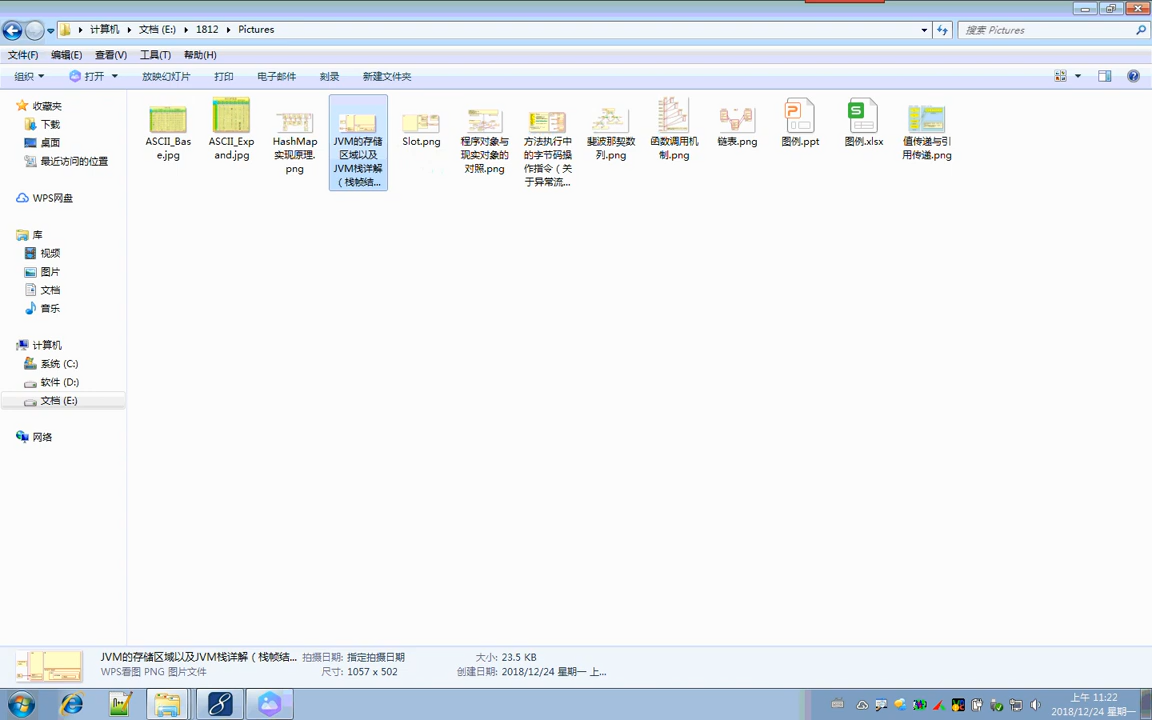 计算机 文档 (E:) 1812 Pictures
搜索 Pictures
文件(F) 编辑(E) 查看(V) 工具(T) 帮助(H)
组织 打开 放映幻灯片 打印 电子邮件 刻录 新建文件夹
收藏夹
下载
桌面
最近访问的位置
WPS网盘
库
视频
图片
文档
音乐
计算机
系统 (C:)
软件 (D:)
文档 (E:)
网络
ASCII_Bas
e.jpg
ASCII_Exp
and.jpg
HashMap
实现原理.
png
JVM的存储
区域以及
JVM栈详解
（栈帧结...
Slot.png
程序对象与
现实对象的
对照.png
方法执行中
的字节码操
作指令（关
于异常流...
斐波那契数
列.png
函数调用机
制.png
链表.png
图例.ppt
图例.xlsx
值传递与引
用传递.png
JVM的存储区域以及JVM栈详解（栈帧结... 拍摄日期: 指定拍摄日期 大小: 23.5 KB
WPS看图 PNG 图片文件 尺寸: 1057 x 502 创建日期: 2018/12/24 星期一 上...
上午 11:22
2018/12/24 星期一